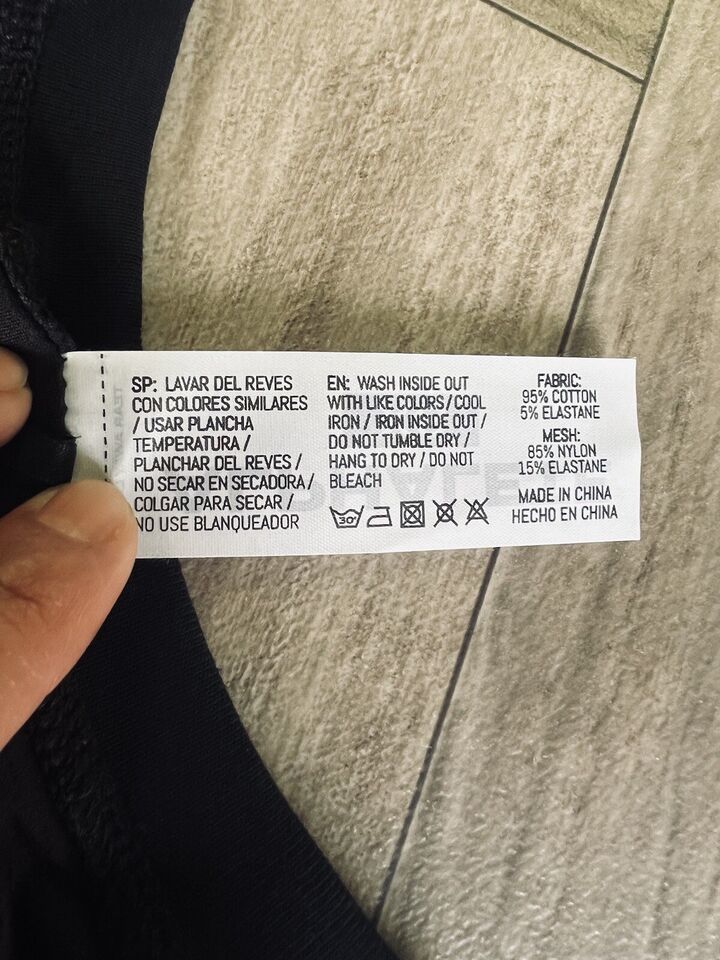 SP: LAVAR DEL REVES
CON COLORES SIMILARES
/ USAR PLANCHA
TEMPERATURA /
PLANCHAR DEL REVES /
NO SECAR EN SECADORA /
COLGAR PARA SECAR /
NO USE BLANQUEADOR
EN: WASH INSIDE OUT
WITH LIKE COLORS / COOL
IRON / IRON INSIDE OUT /
DO NOT TUMBLE DRY /
HANG TO DRY / DO NOT
BLEACH
30°
FABRIC:
95% COTTON
5% ELASTANE
MESH:
85% NYLON
15% ELASTANE
MADE IN CHINA
HECHO EN CHINA